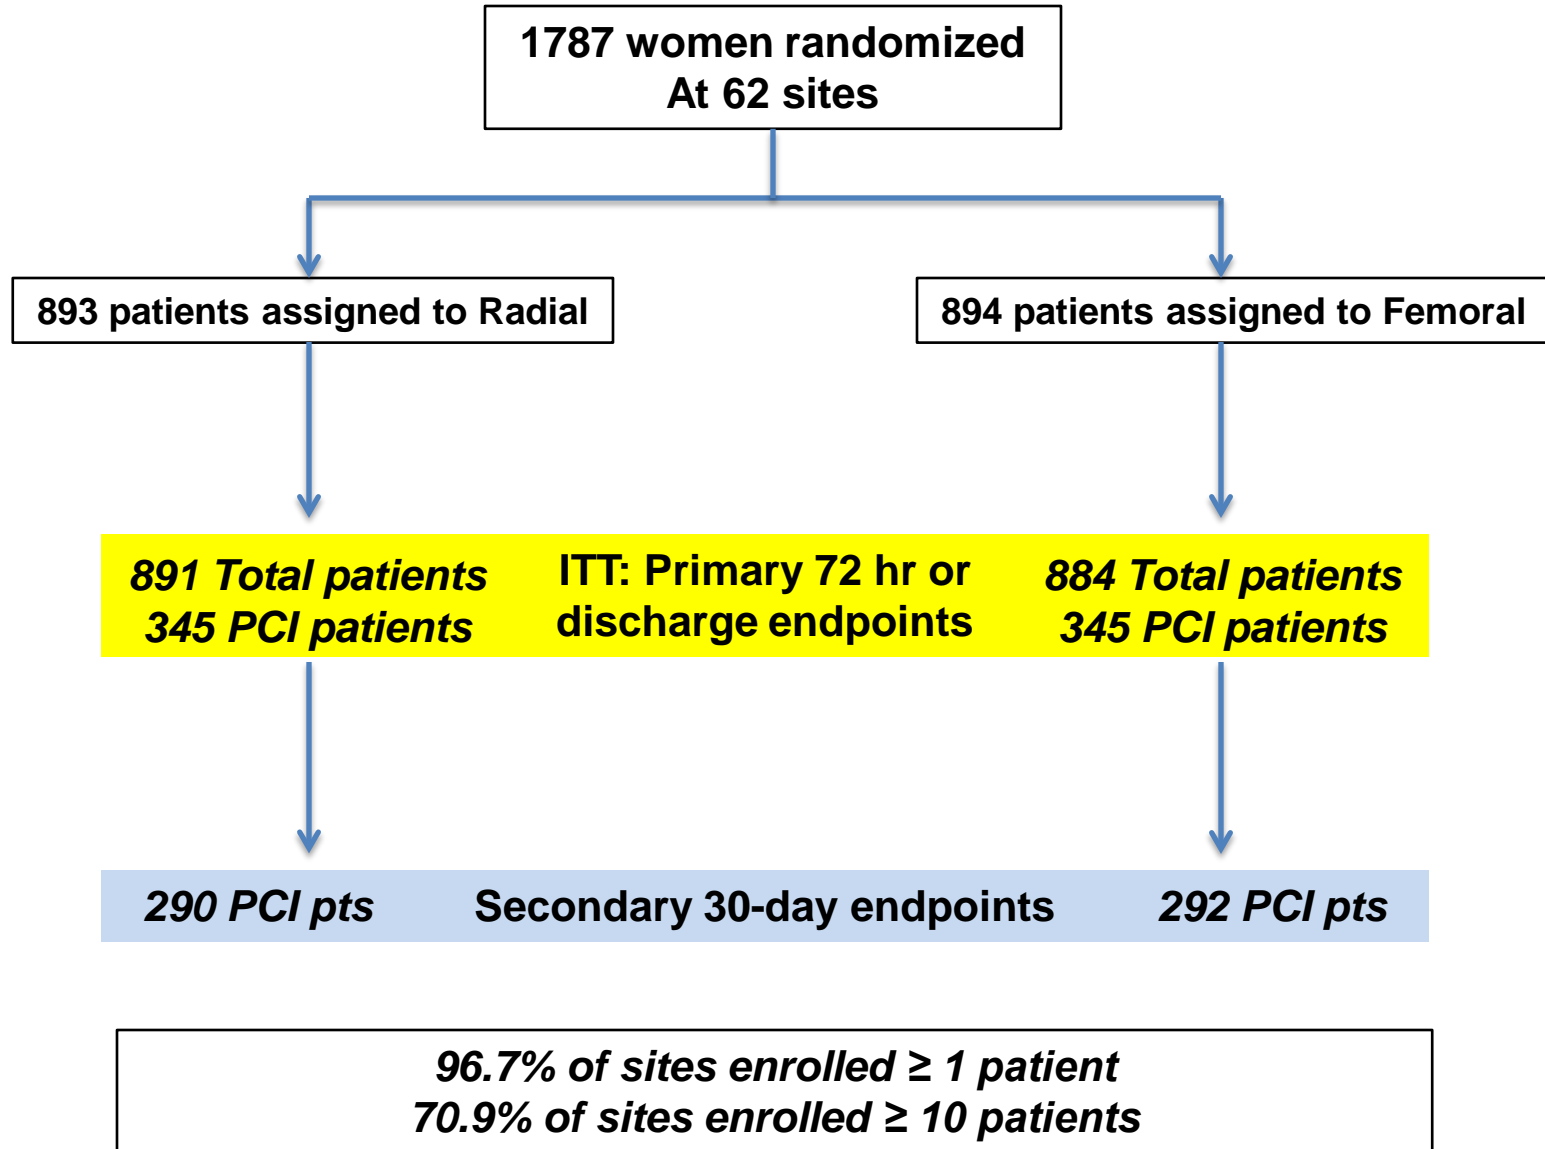 1787 women randomized
At 62 sites
893 patients assigned to Radial
894 patients assigned to Femoral
891 Total patients
345 PCI patients
ITT: Primary 72 hr or
discharge endpoints
884 Total patients
345 PCI patients
290 PCI pts
Secondary 30-day endpoints
292 PCI pts
96.7% of sites enrolled ≥ 1 patient
70.9% of sites enrolled ≥ 10 patients